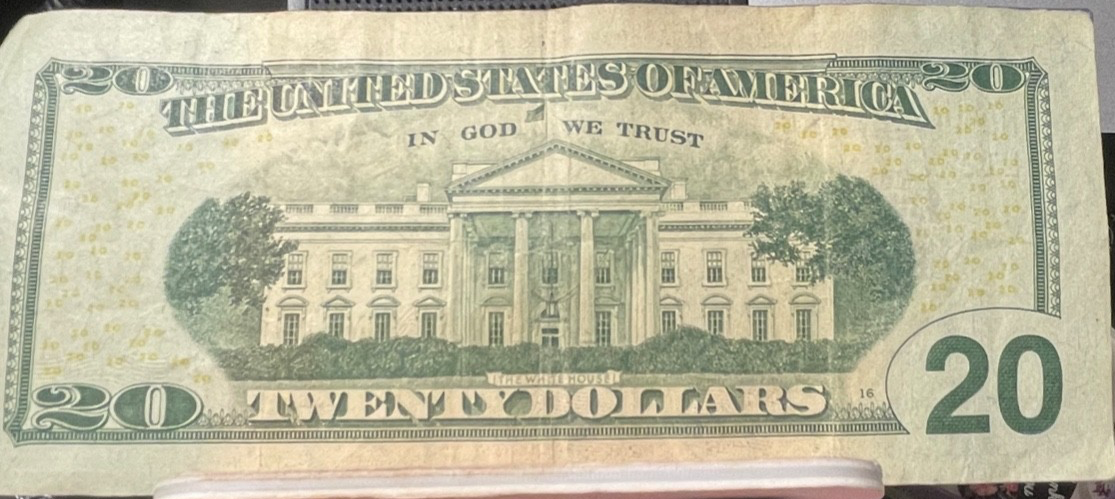 20 20
THE UNITED STATES OF AMERICA
IN GOD WE TRUST
THE WHITE HOUSE
20 TWENTY DOLLARS 16 20